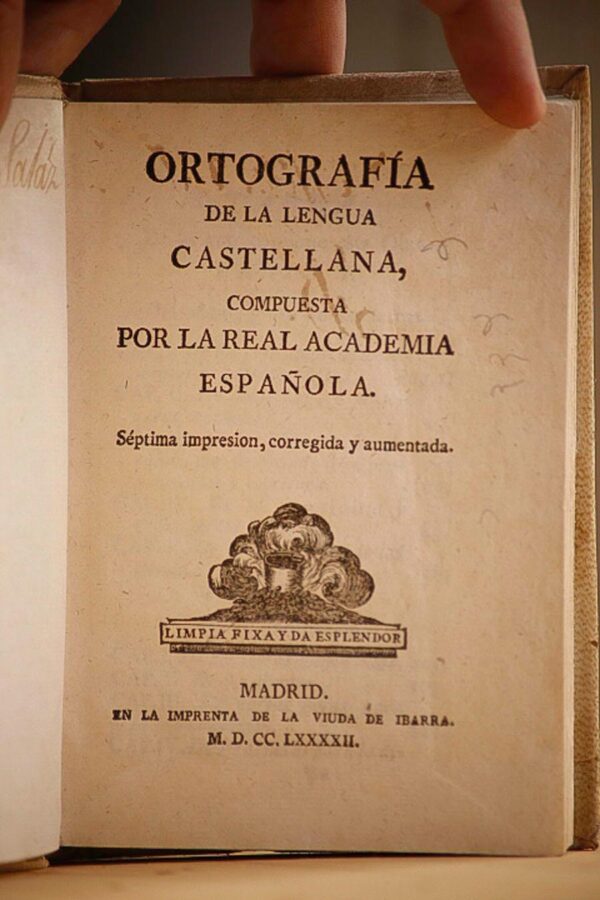 ORTOGRAFÍA
DE LA LENGUA
CASTELLANA,
COMPUESTA
POR LA REAL ACADEMIA
ESPAÑOLA.
Séptima impresion, corregida y aumentada.
LIMPIA FIXA Y DA ESPLENDOR
MADRID.
EN LA IMPRENTA DE LA VIUDA DE IBARRA.
M. D. CC. LXXXXII.